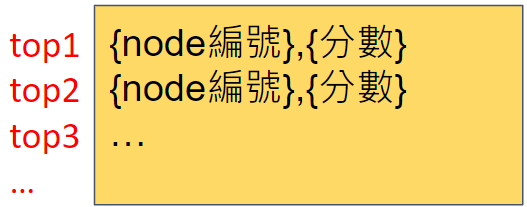 top1 {node編號},{分數}
top2 {node編號},{分數}
top3 …
...